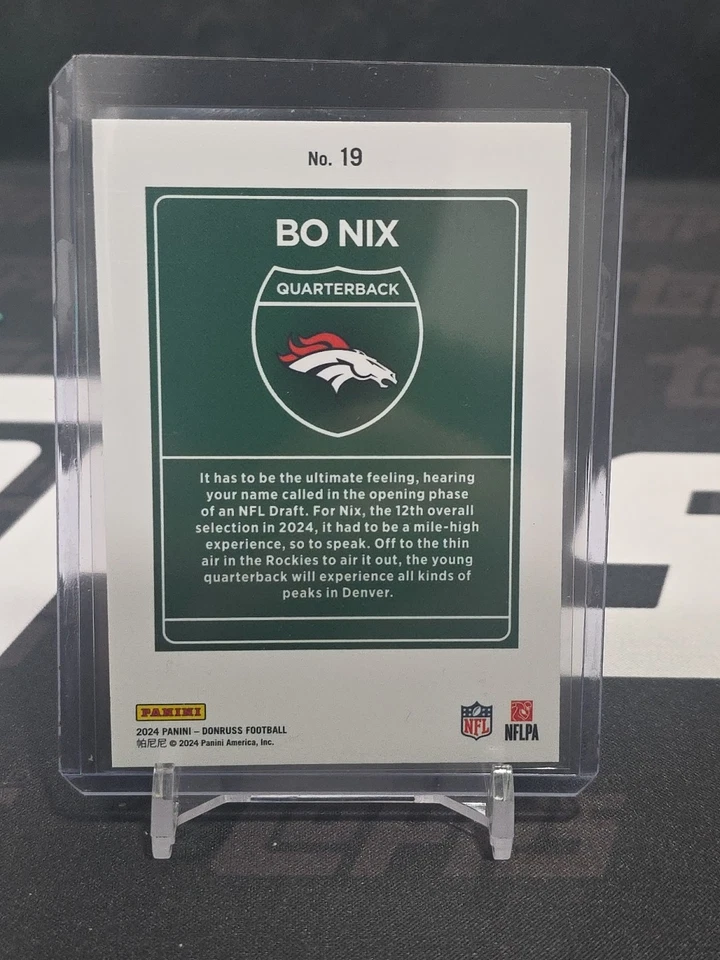 No. 19
BO NIX
QUARTERBACK
It has to be the ultimate feeling, hearing
your name called in the opening phase
of an NFL Draft. For Nix, the 12th overall
selection in 2024, it had to be a mile-high
experience, so to speak. Off to the thin
air in the Rockies to air it out, the young
quarterback will experience all kinds of
peaks in Denver.
PANINI
2024 PANINI – DONRUSS FOOTBALL
帕尼尼 © 2024 Panini America, Inc.
NFL
NFLPA